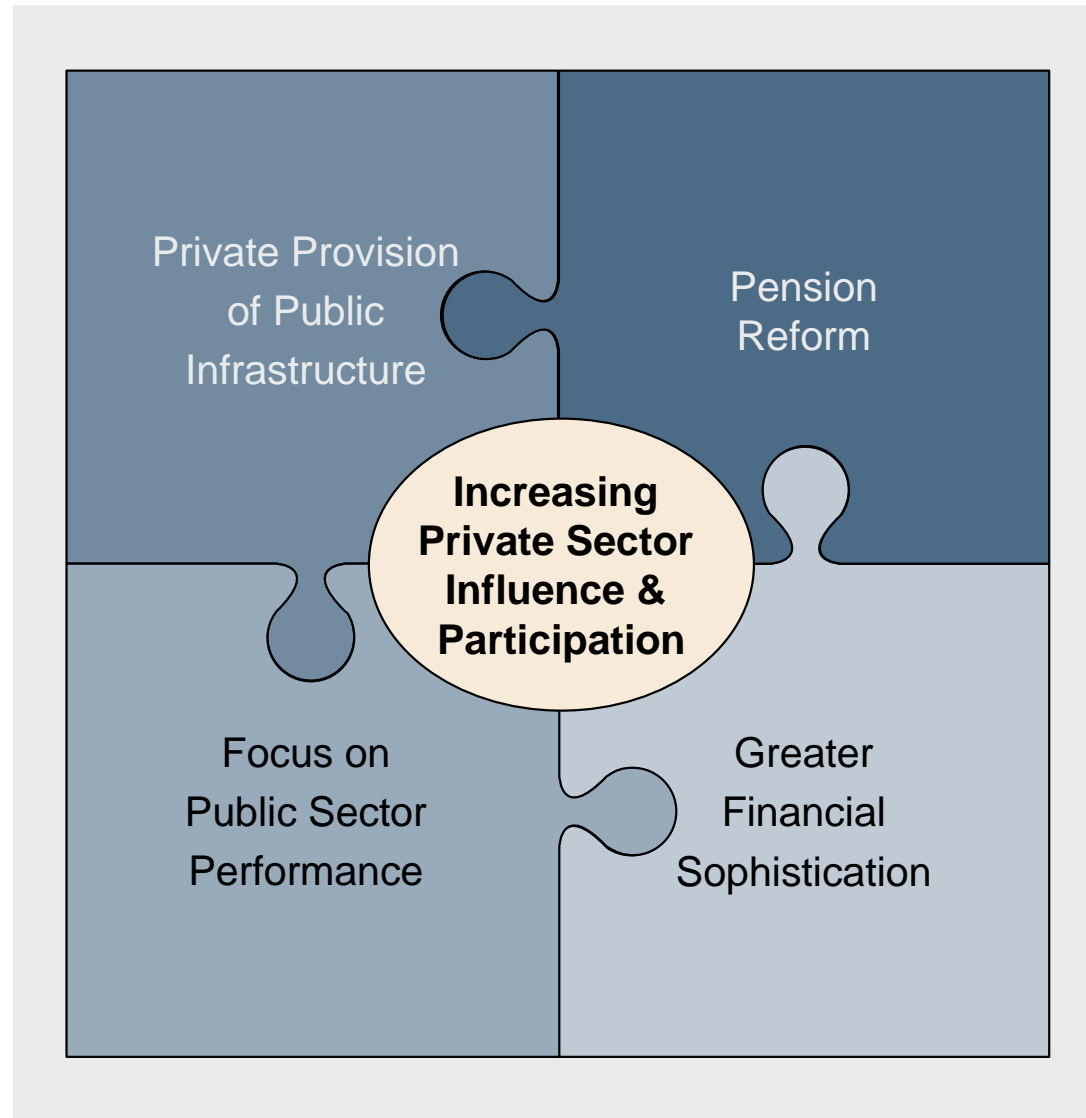 Private Provision
of Public
Infrastructure
Pension
Reform
Increasing
Private Sector
Influence &
Participation
Focus on
Public Sector
Performance
Greater
Financial
Sophistication